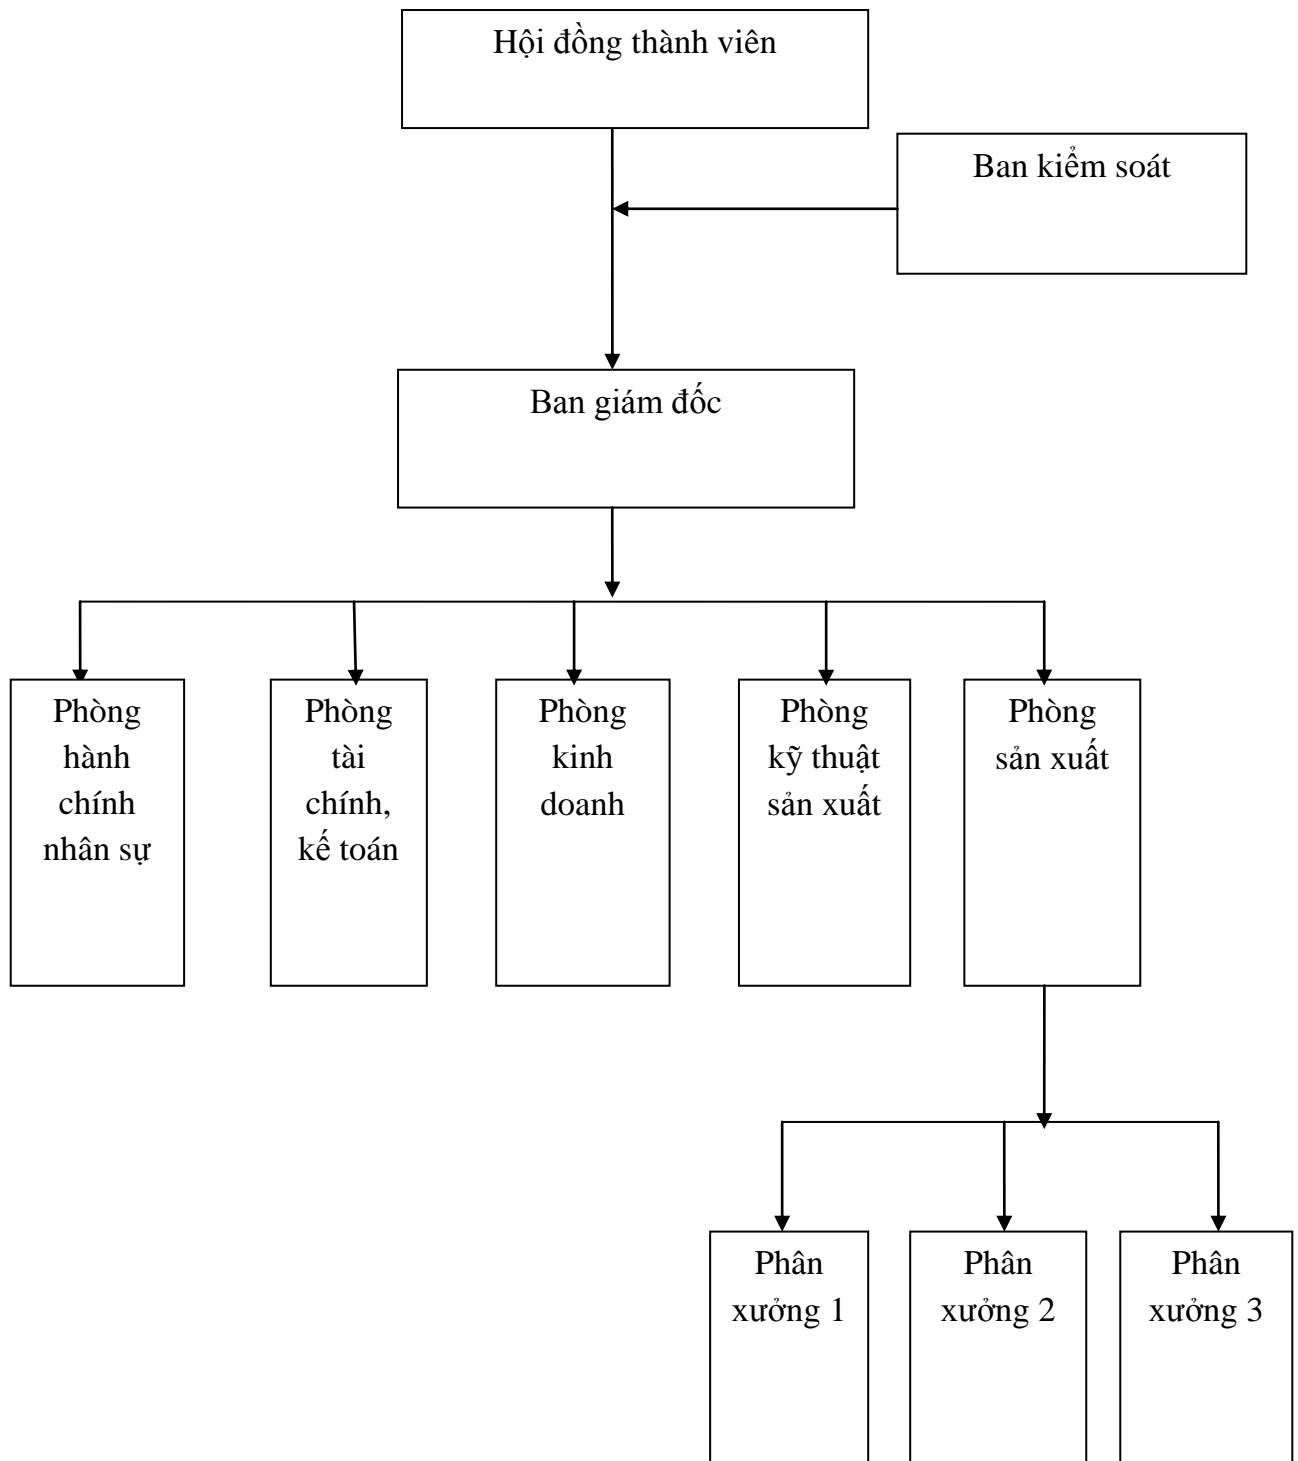 Hội đồng thành viên
Ban kiểm soát
Ban giám đốc
Phòng
hành
chính
nhân sự
Phòng
tài
chính,
kế toán
Phòng
kinh
doanh
Phòng
kỹ thuật
sản xuất
Phòng
sản xuất
Phân
xưởng 1
Phân
xưởng 2
Phân
xưởng 3